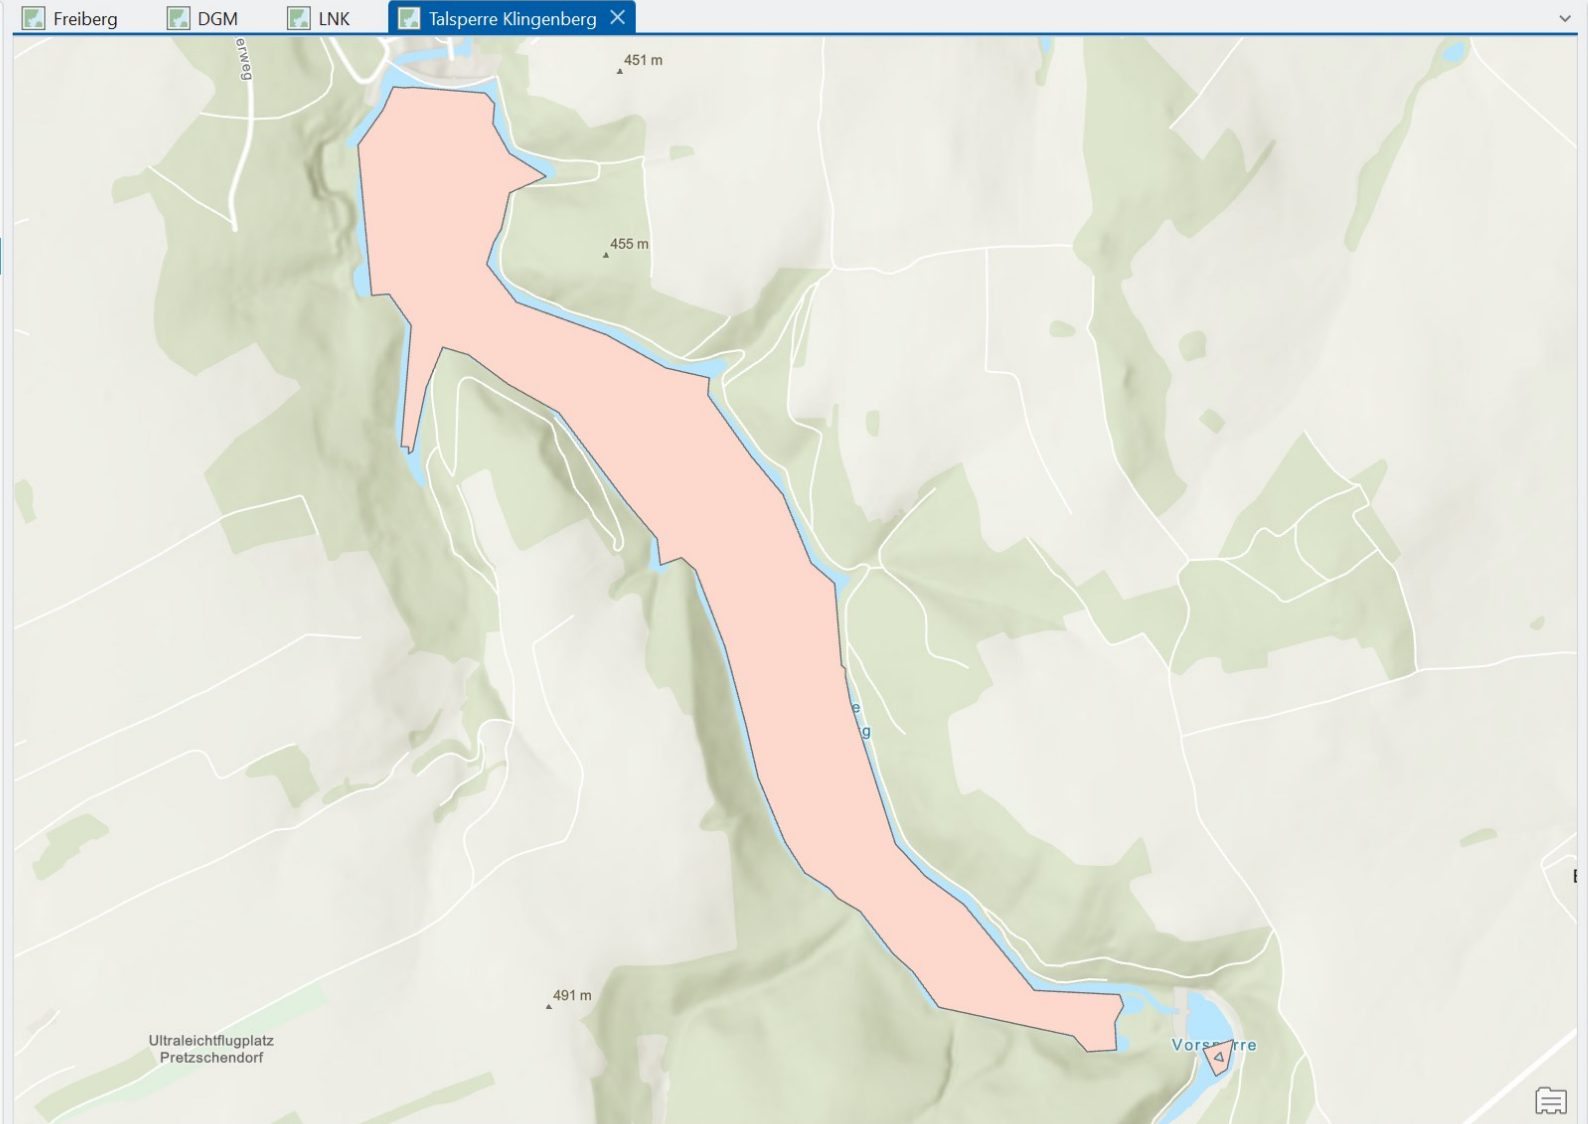 Freiberg
DGM
LNK
Talsperre Klingenberg
erweg
451 m
455 m
e
g
491 m
Ultraleichtflugplatz
Pretzschendorf